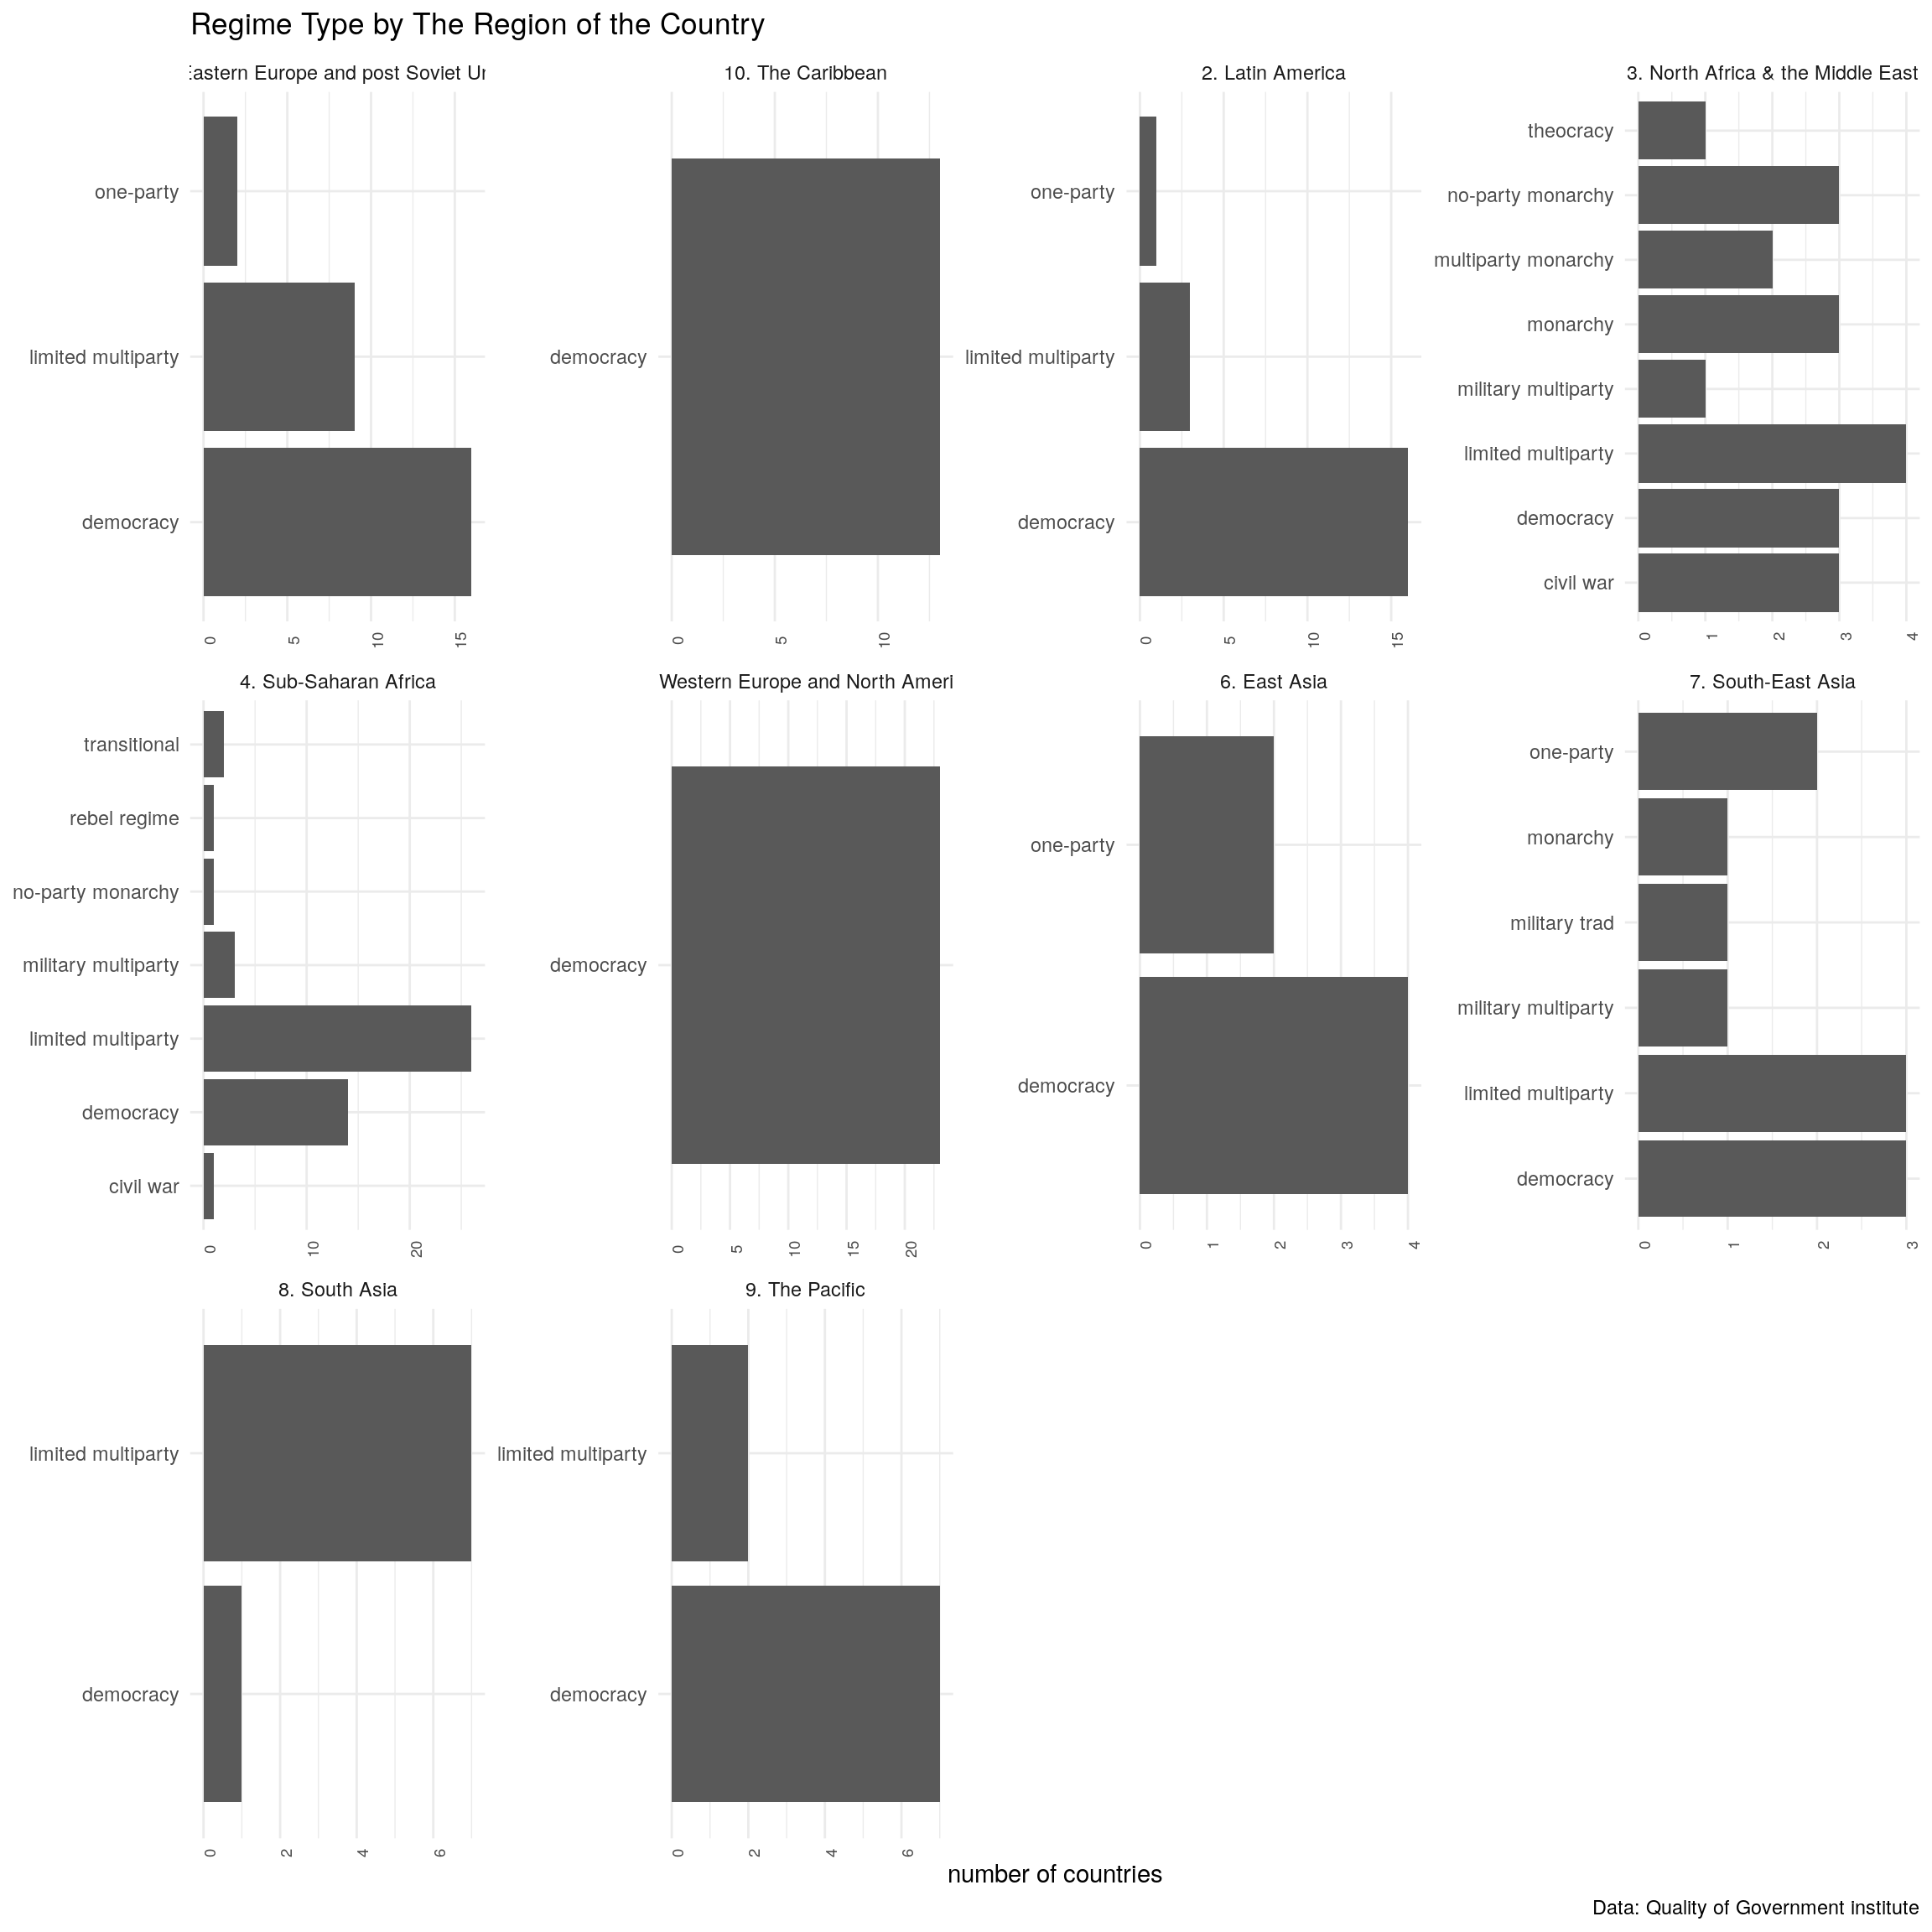 Regime Type by The Region of the Country
Eastern Europe and post Soviet Un
one-party
limited multiparty
democracy
0 5 10 15
10. The Caribbean
democracy
0 5 10
2. Latin America
one-party
limited multiparty
democracy
0 5 10 15
3. North Africa & the Middle East
theocracy
no-party monarchy
multiparty monarchy
monarchy
military multiparty
limited multiparty
democracy
civil war
0 1 2 3 4
4. Sub-Saharan Africa
transitional
rebel regime
no-party monarchy
military multiparty
limited multiparty
democracy
civil war
0 10 20
Western Europe and North Ameri
democracy
0 5 10 15 20
6. East Asia
one-party
democracy
0 1 2 3 4
7. South-East Asia
one-party
monarchy
military trad
military multiparty
limited multiparty
democracy
0 1 2 3
8. South Asia
limited multiparty
democracy
0 2 4 6
9. The Pacific
limited multiparty
democracy
0 2 4 6
number of countries
Data: Quality of Government institute